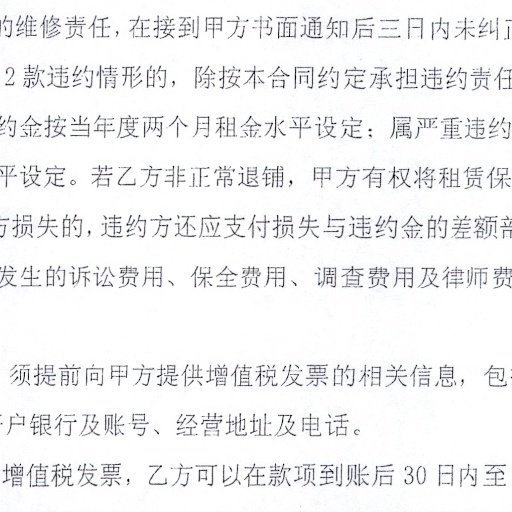 的维修责任，在接到甲方书面通知后三日内未纠正
2 款违约情形的，除按本合同约定承担违约责任
约金按当年度两个月租金水平设定；属严重违约
平设定。若乙方非正常退铺，甲方有权将租赁保
方损失的，违约方还应支付损失与违约金的差额部
发生的诉讼费用、保全费用、调查费用及律师费
须提前向甲方提供增值税发票的相关信息，包
户银行及账号、经营地址及电话。
增值税发票，乙方可以在款项到账后 30 日内至